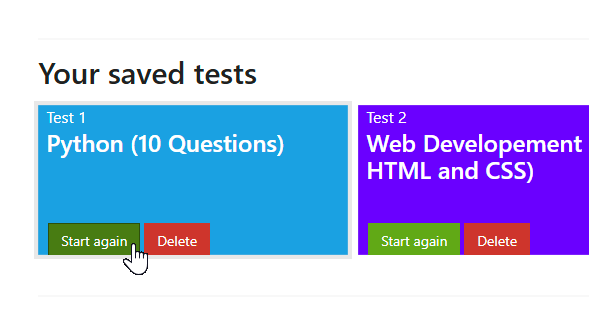 Your saved tests
Test 1
Python (10 Questions)
Start again
Delete
Test 2
Web Developement
HTML and CSS)
Start again
Delete